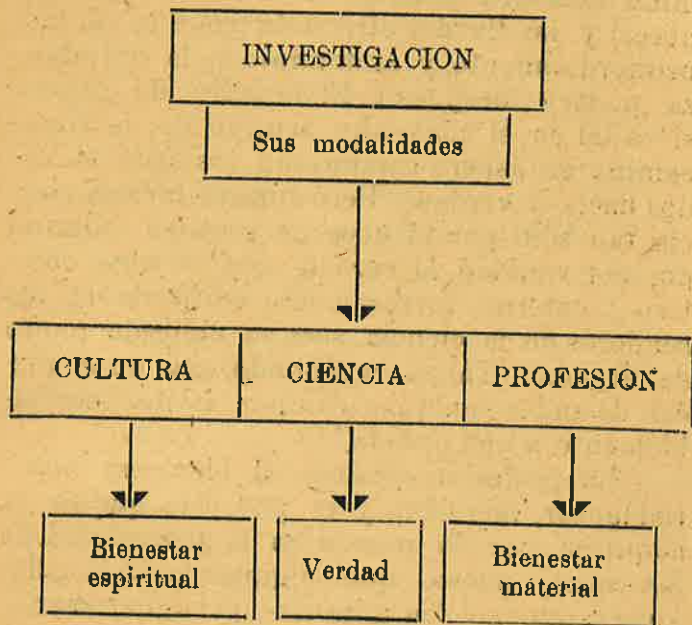 INVESTIGACION
Sus modalidades
CULTURA CIENCIA PROFESION
Bienestar espiritual
Verdad
Bienestar material